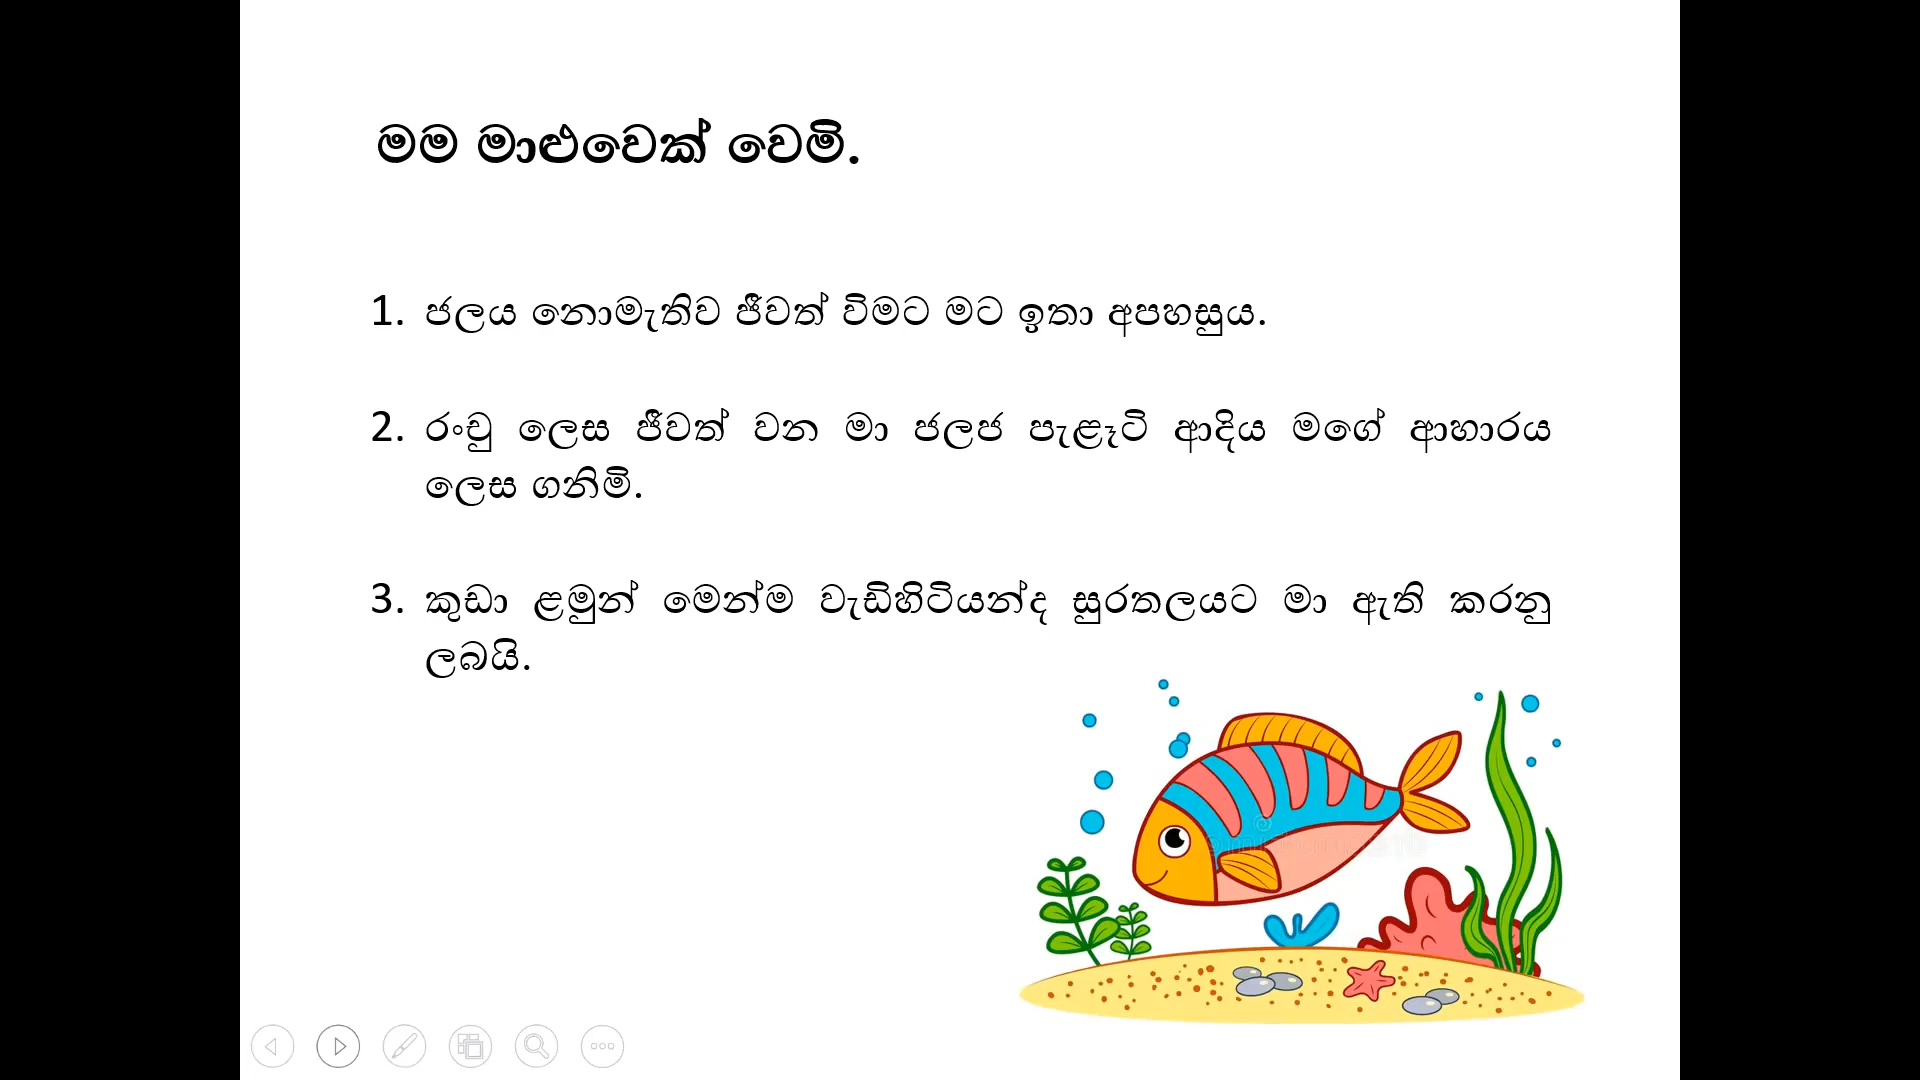 මම මාළුවෙක් වෙමි.
1. ජලය නොමැතිව ජීවත් විමට මට ඉතා අපහසුය.
2. රංචු ලෙස ජීවත් වන මා ජලජ පැළෑටි ආදිය මගේ ආහාරය
ලෙස ගනිමි.
3. කුඩා ළමුන් මෙන්ම වැඩිහිටියන්ද සුරතලයට මා ඇති කරනු
ලබයි.